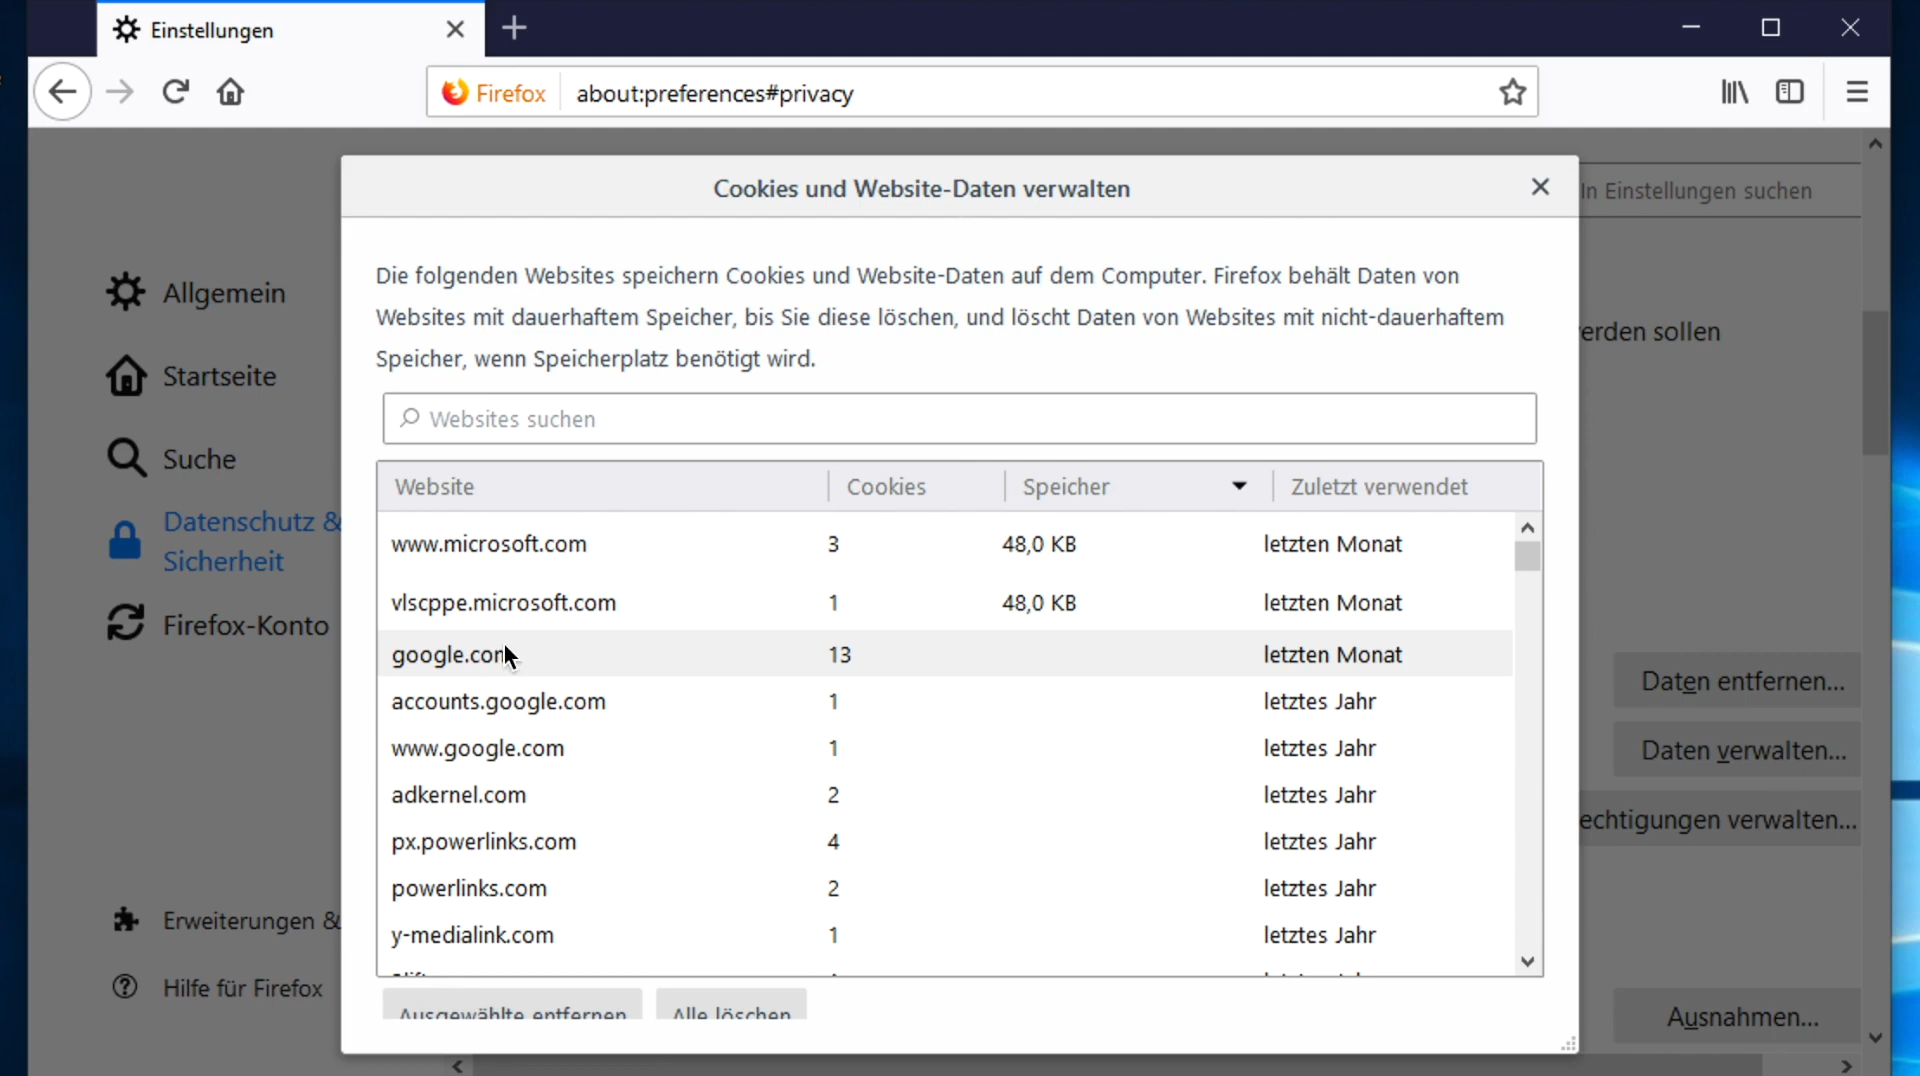 Einstellungen
Firefox about:preferences#privacy
In Einstellungen suchen
Cookies und Website-Daten verwalten
Die folgenden Websites speichern Cookies und Website-Daten auf dem Computer. Firefox behält Daten von
Websites mit dauerhaftem Speicher, bis Sie diese löschen, und löscht Daten von Websites mit nicht-dauerhaftem
Speicher, wenn Speicherplatz benötigt wird.
Websites suchen
Website Cookies Speicher Zuletzt verwendet
www.microsoft.com 3 48,0 KB letzten Monat
vlscppe.microsoft.com 1 48,0 KB letzten Monat
google.com 13 letzten Monat
accounts.google.com 1 letztes Jahr
www.google.com 1 letztes Jahr
adkernel.com 2 letztes Jahr
px.powerlinks.com 4 letztes Jahr
powerlinks.com 2 letztes Jahr
y-medialink.com 1 letztes Jahr
Ausgewählte entfernen Alle löschen
Allgemein
Startseite
Suche
Datenschutz &
Sicherheit
Firefox-Konto
Erweiterungen &
Hilfe für Firefox
erden sollen
Daten entfernen...
Daten verwalten...
echtigungen verwalten...
Ausnahmen...